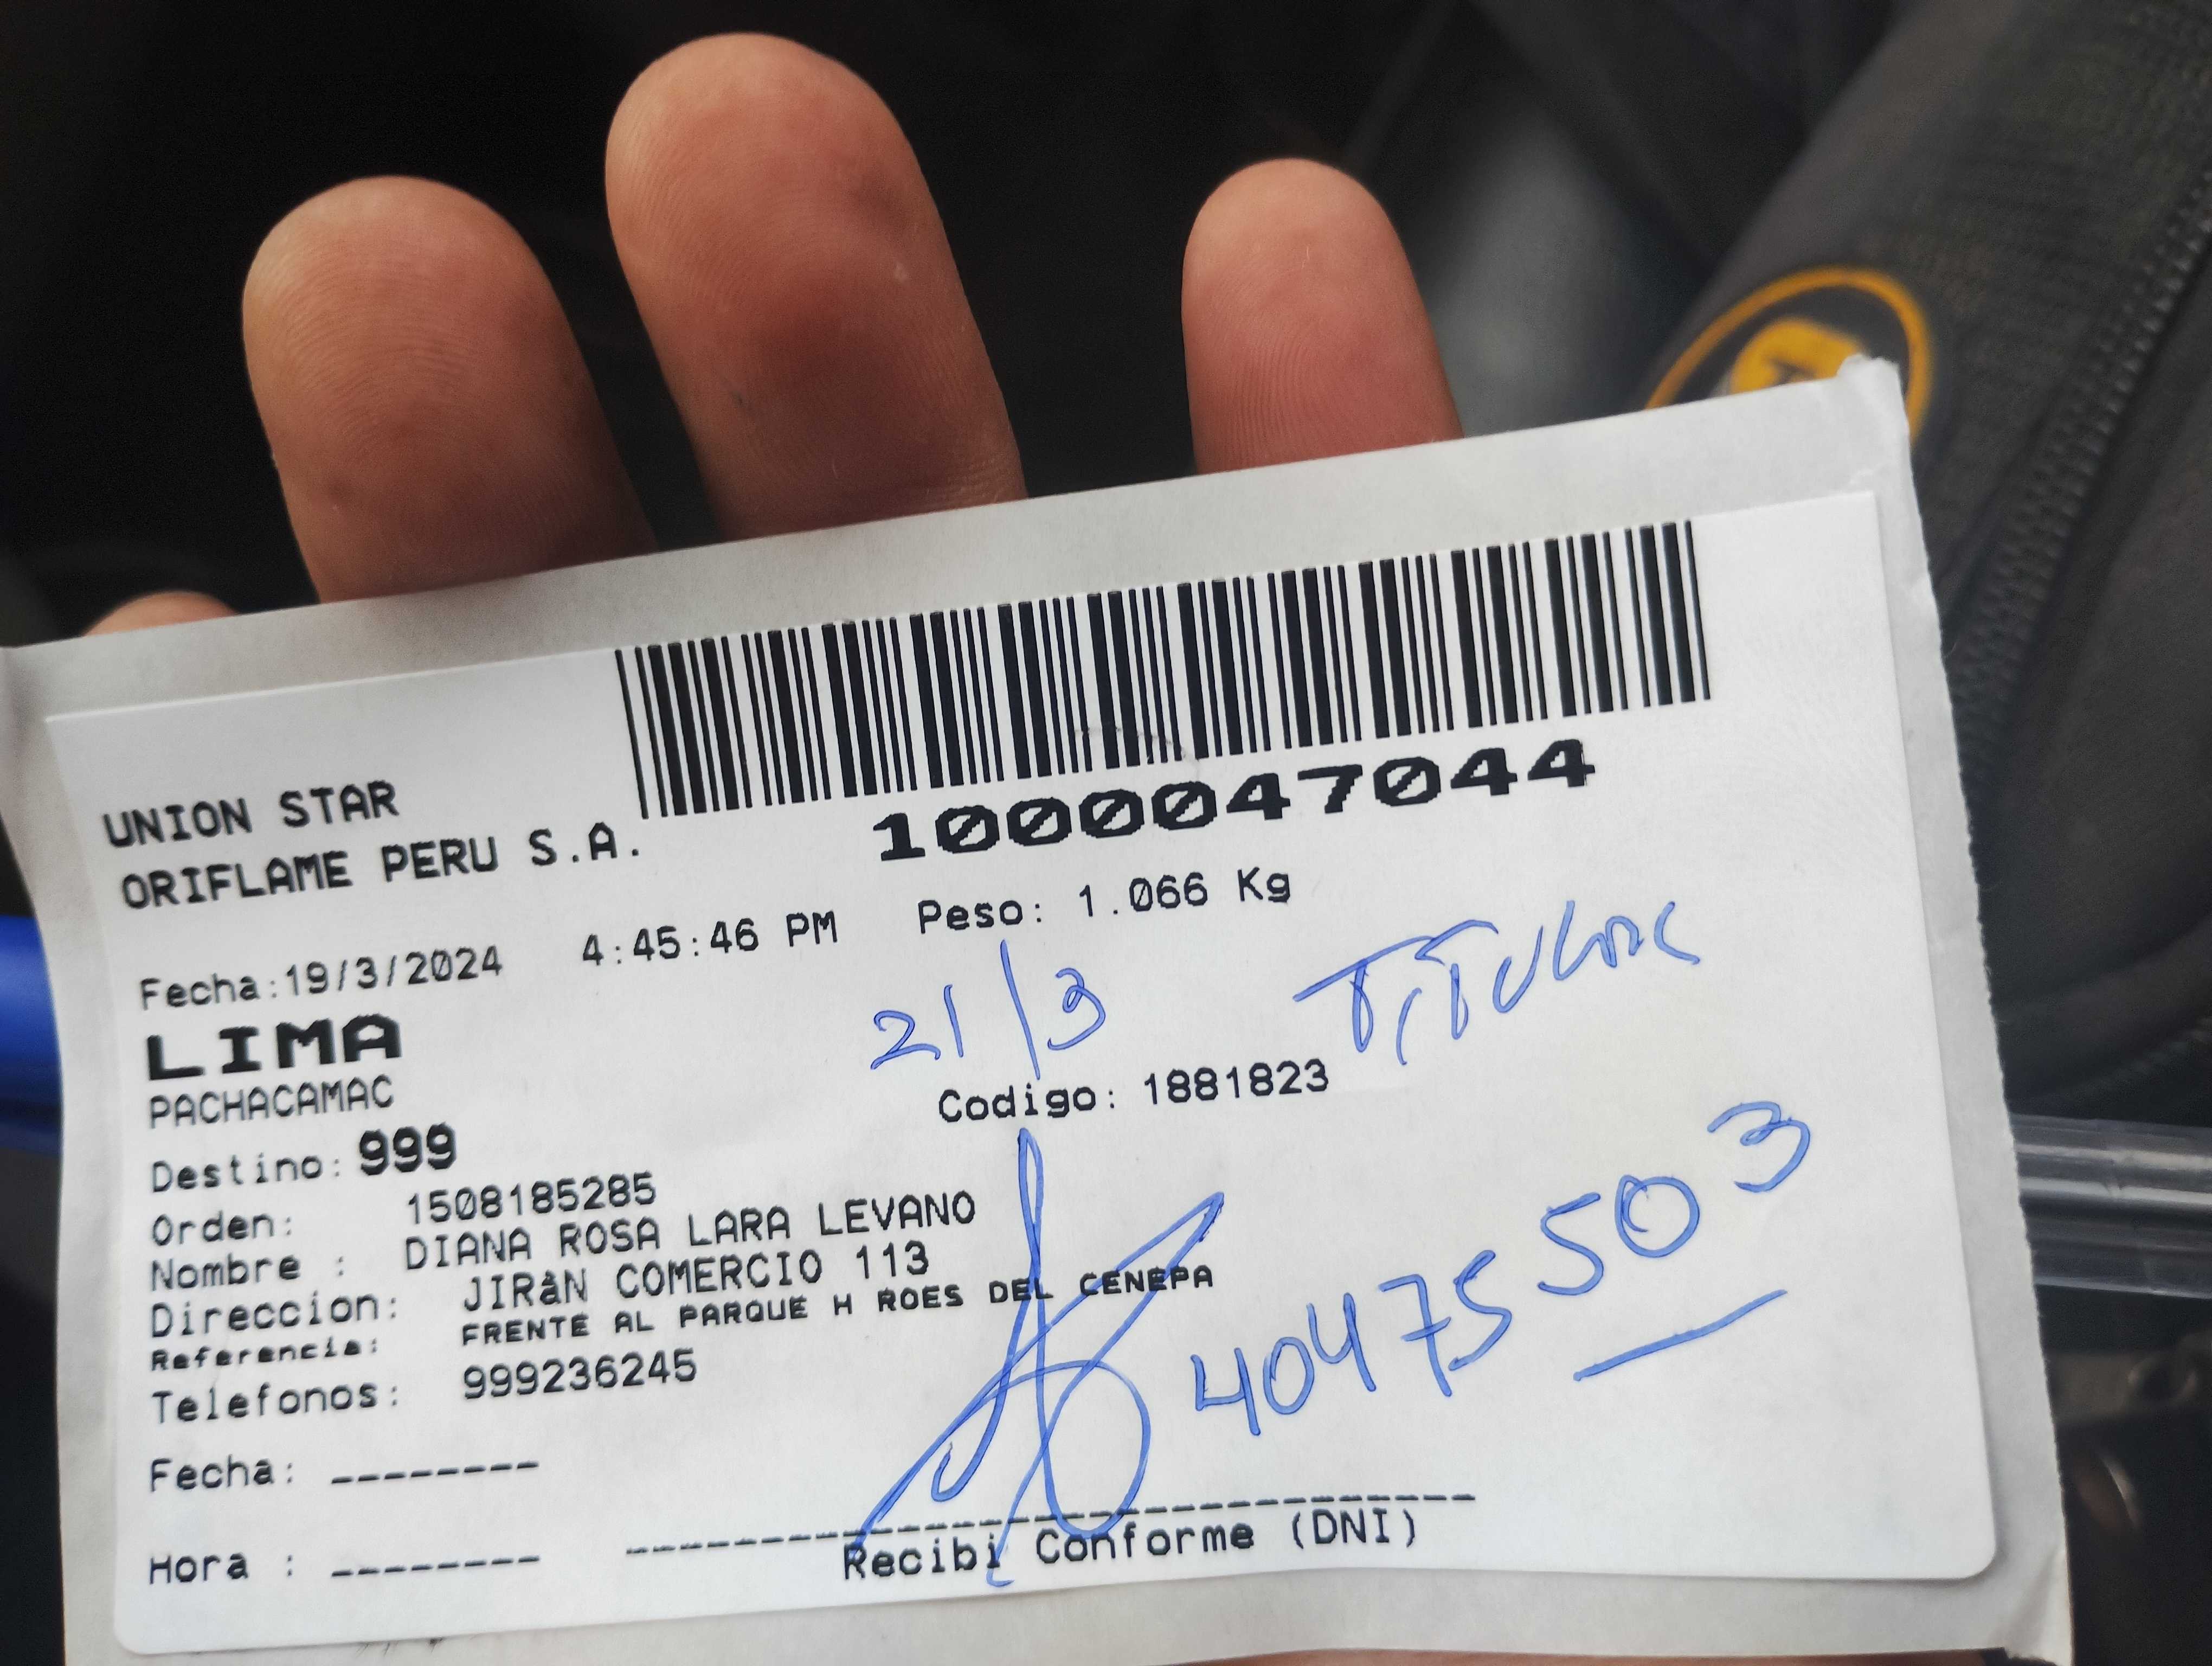 1000047044
UNION STAR
ORIFLAME PERU S.A.
Fecha:19/3/2024 4:45:46 PM Peso: 1.066 Kg
21/3 TITULAR
LIMA
PACHACAMAC
Codigo: 1881823
Destino: 999
Orden: 1508185285
Nombre : DIANA ROSA LARA LEVANO
Direccion: JIRàN COMERCIO 113
Referencia: FRENTE AL PARQUE H ROES DEL CENEPA
Telefonos: 999236245
40475503
Fecha: --------
Hora : --------
Recibi Conforme (DNI)